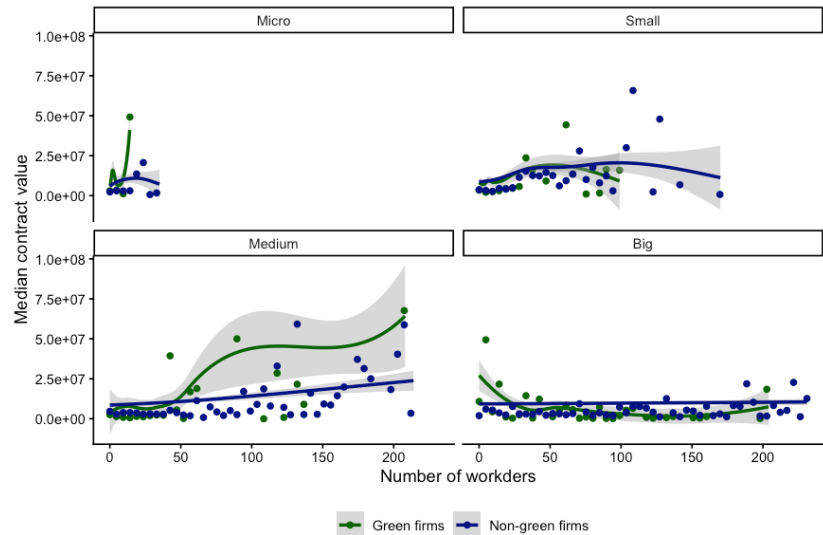 Micro
Small
1.0e+08
7.5e+07
5.0e+07
2.5e+07
0.0e+00
Medium
Big
1.0e+08
7.5e+07
5.0e+07
2.5e+07
0.0e+00
Median contract value
0 50 100 150 200
0 50 100 150 200
Number of workders
Green firms
Non-green firms